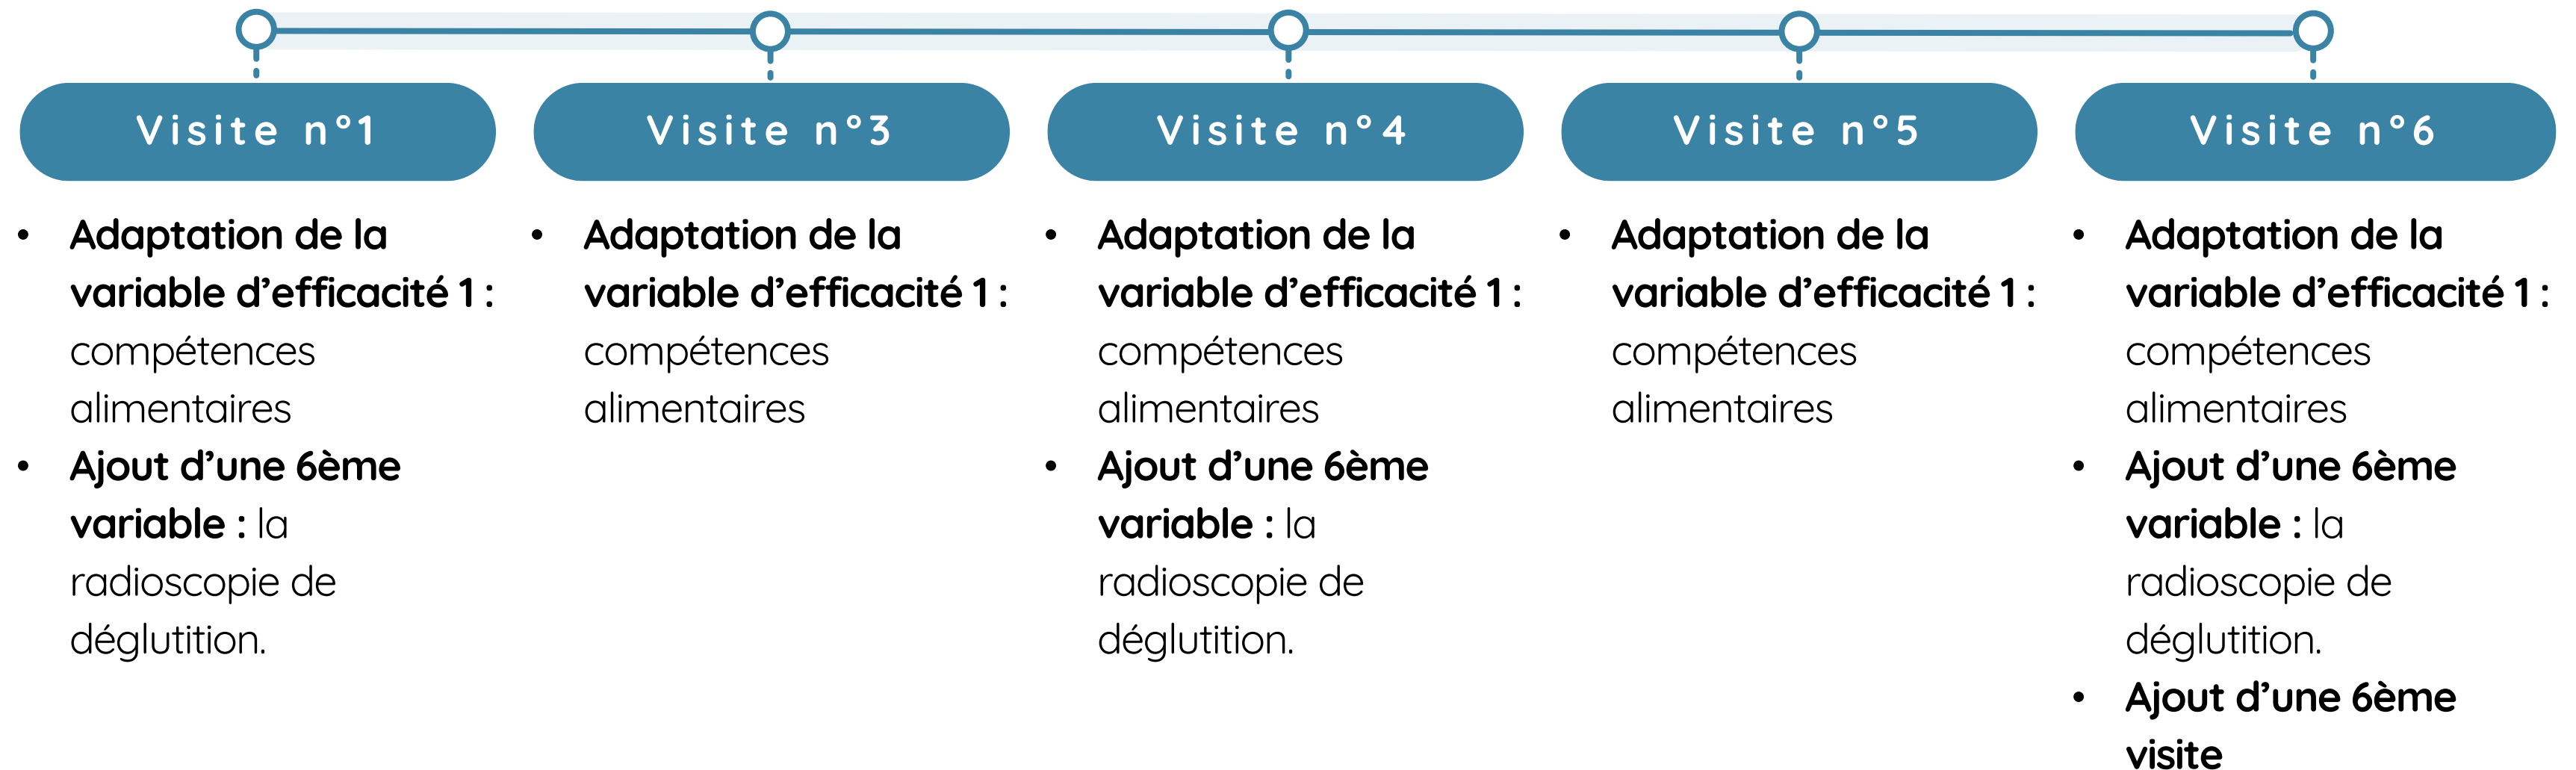 Visite n°1
• Adaptation de la
variable d’efficacité 1 :
compétences
alimentaires
• Ajout d’une 6ème
variable : la
radioscopie de
déglutition.
Visite n°3
• Adaptation de la
variable d’efficacité 1 :
compétences
alimentaires
Visite n°4
• Adaptation de la
variable d’efficacité 1 :
compétences
alimentaires
• Ajout d’une 6ème
variable : la
radioscopie de
déglutition.
Visite n°5
• Adaptation de la
variable d’efficacité 1 :
compétences
alimentaires
Visite n°6
• Adaptation de la
variable d’efficacité 1 :
compétences
alimentaires
• Ajout d’une 6ème
variable : la
radioscopie de
déglutition.
• Ajout d’une 6ème
visite